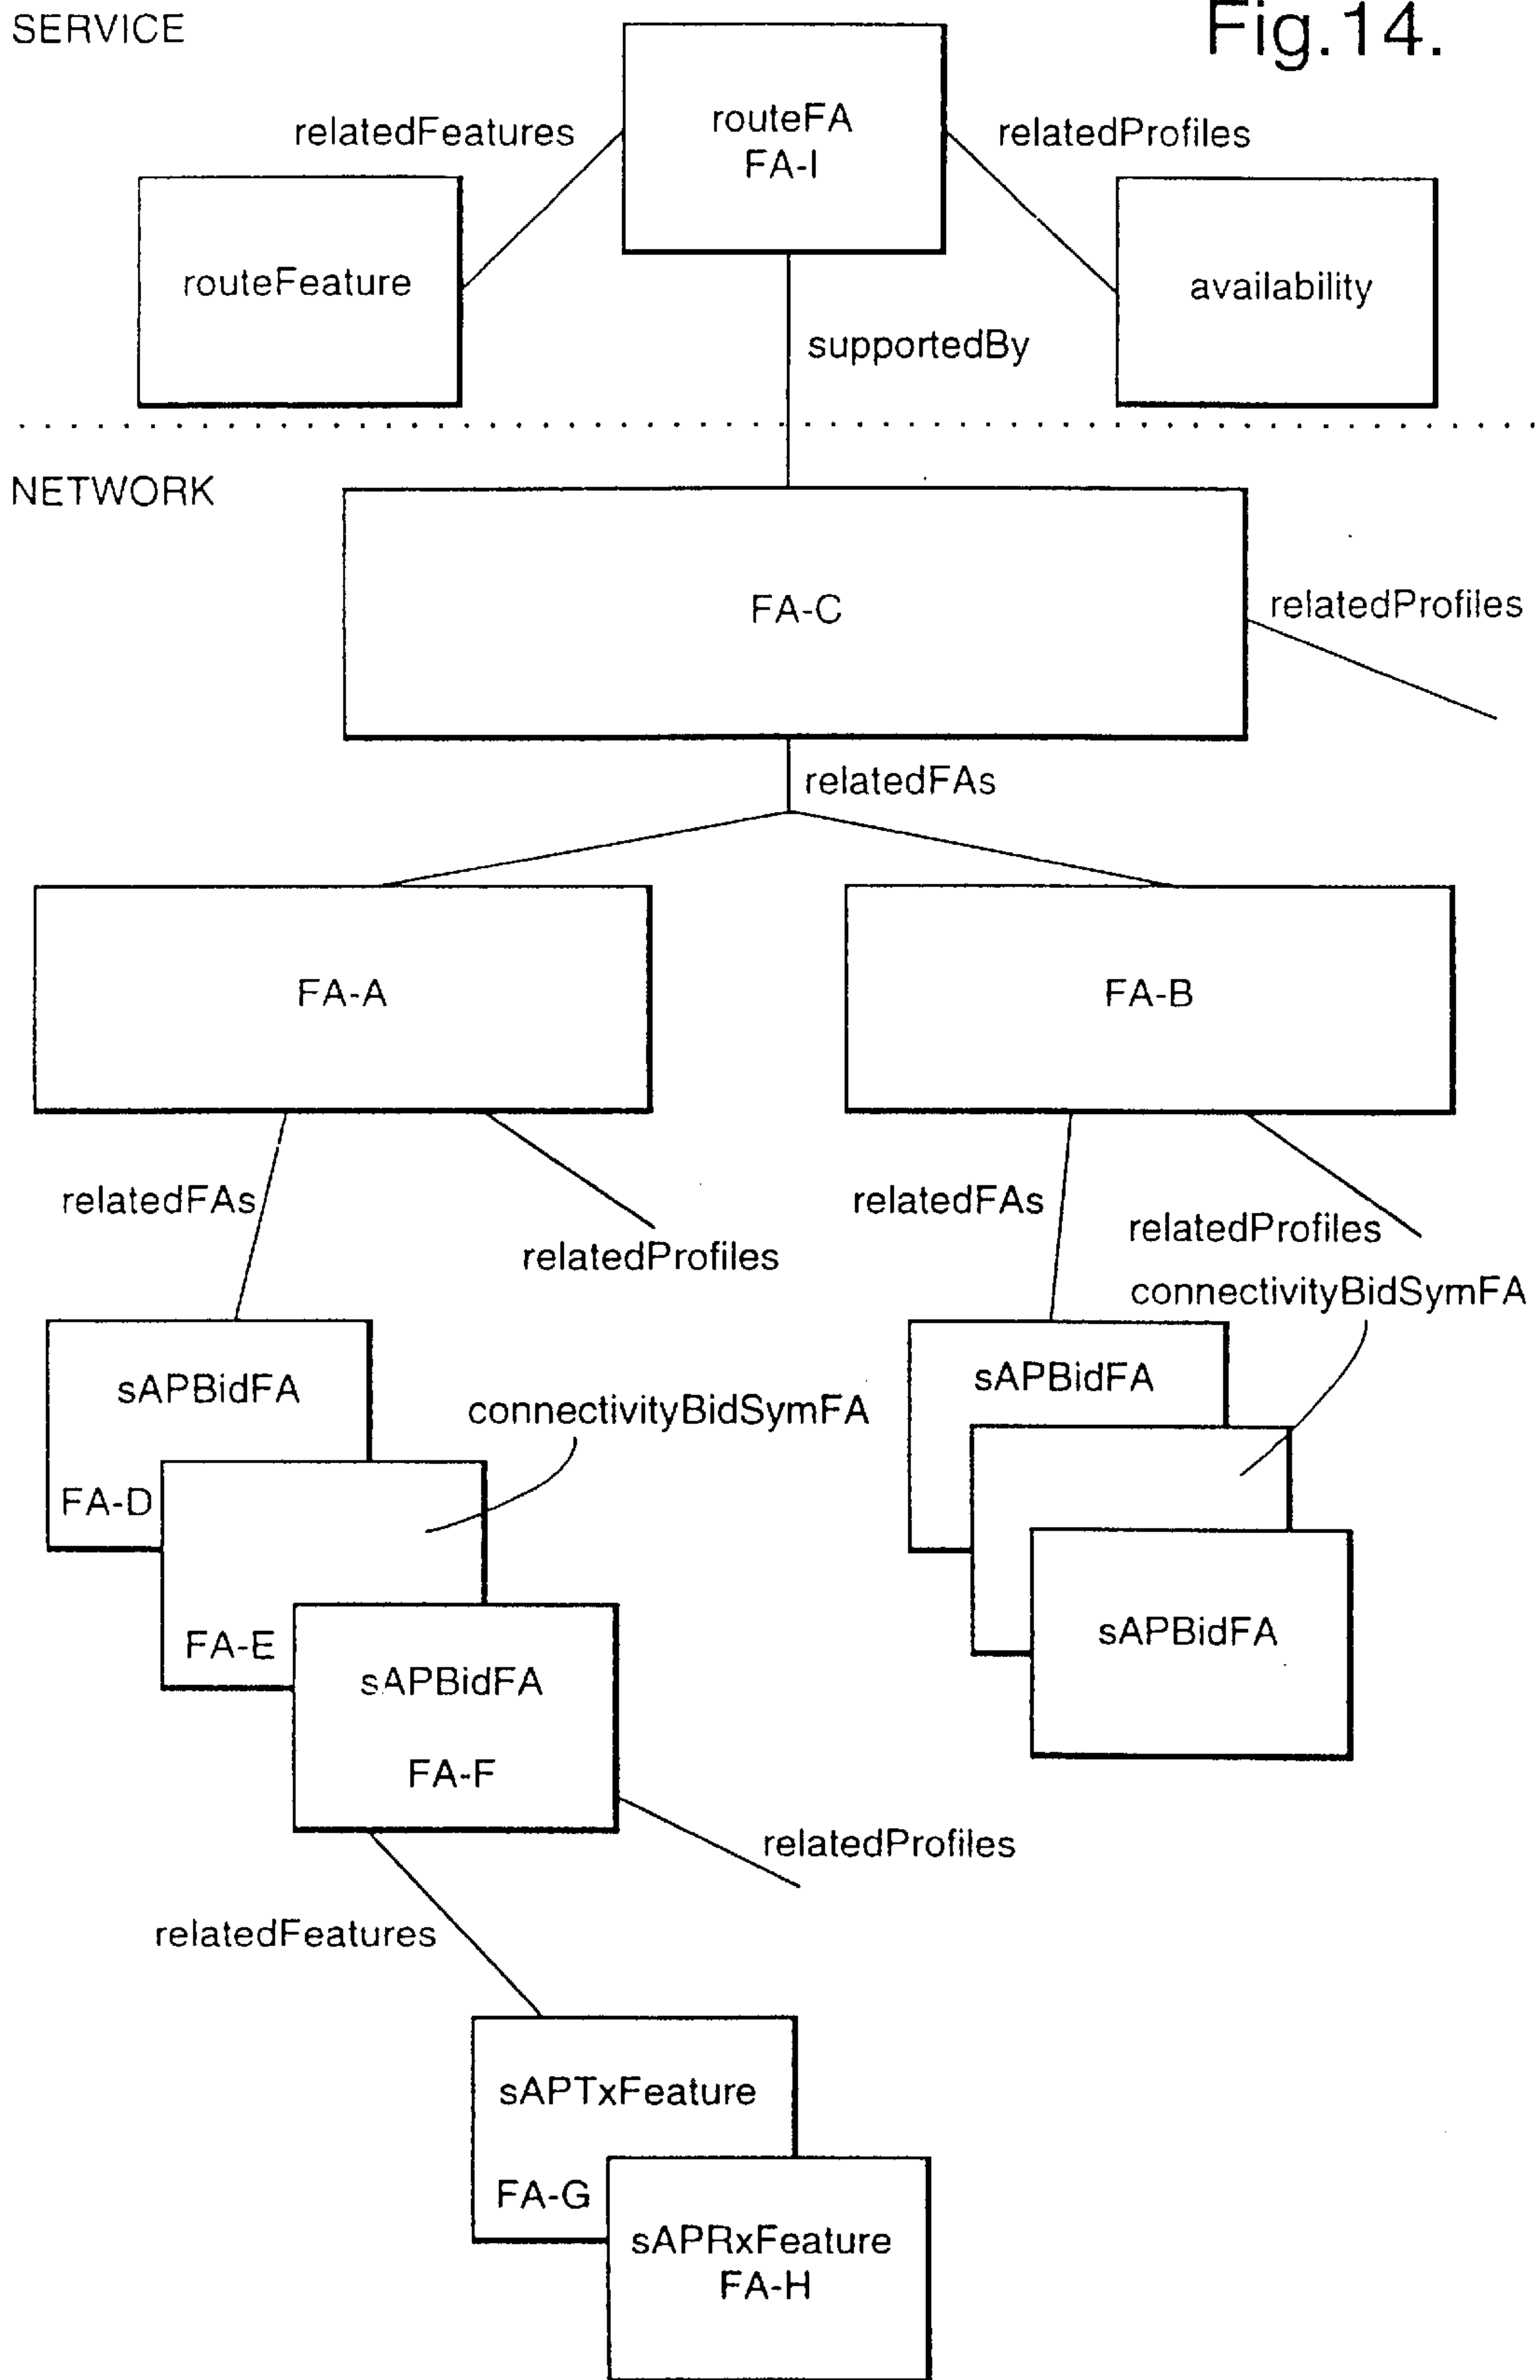 SERVICE
Fig.14.
relatedFeatures
routeFA
FA-I
relatedProfiles
routeFeature
availability
supportedBy
NETWORK
FA-C
relatedProfiles
relatedFAs
FA-A
FA-B
relatedFAs
relatedProfiles
relatedFAs
relatedProfiles
connectivityBidSymFA
sAPBidFA
FA-D
connectivityBidSymFA
FA-E
sAPBidFA
FA-F
sAPBidFA
sAPBidFA
relatedProfiles
relatedFeatures
sAPTxFeature
FA-G
sAPRxFeature
FA-H